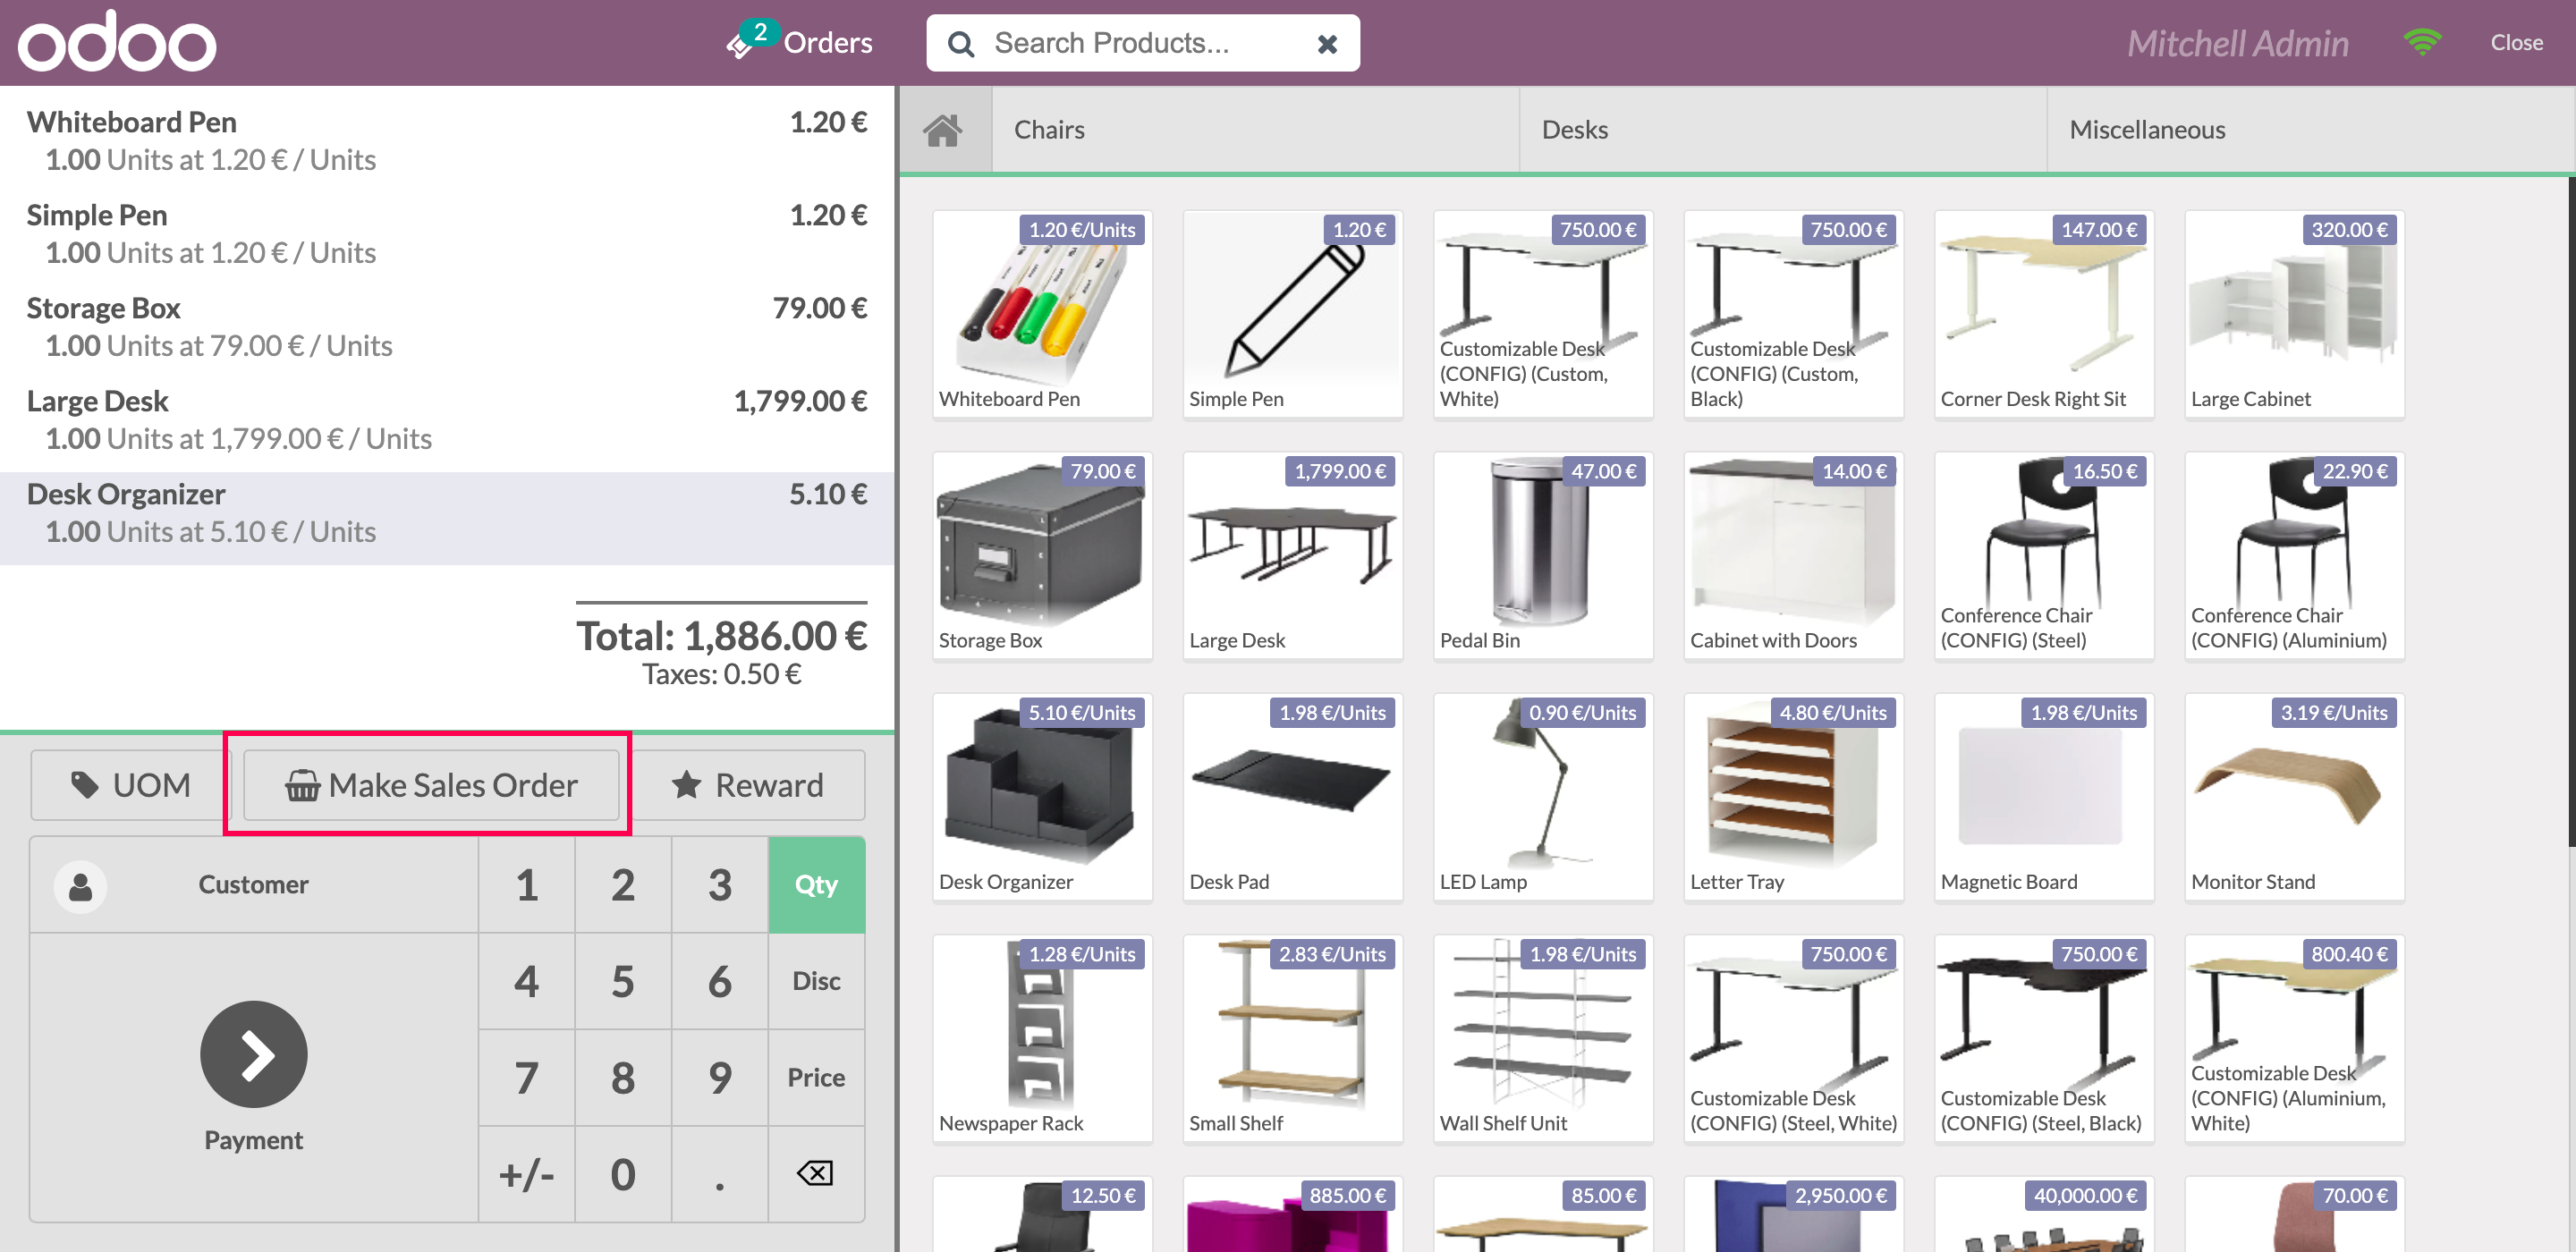 odoo
2 Orders
Search Products...
Mitchell Admin
Close
Whiteboard Pen 1.20 €
1.00 Units at 1.20 € / Units
Simple Pen 1.20 €
1.00 Units at 1.20 € / Units
Storage Box 79.00 €
1.00 Units at 79.00 € / Units
Large Desk 1,799.00 €
1.00 Units at 1,799.00 € / Units
Desk Organizer 5.10 €
1.00 Units at 5.10 € / Units
Total: 1,886.00 €
Taxes: 0.50 €
UOM
Make Sales Order
Reward
Customer
1 2 3 Qty
4 5 6 Disc
7 8 9 Price
+/- 0 .
Payment
Chairs
Desks
Miscellaneous
1.20 €/Units
Whiteboard Pen
1.20 €
Simple Pen
750.00 €
Customizable Desk
(CONFIG) (Custom,
White)
750.00 €
Customizable Desk
(CONFIG) (Custom,
Black)
147.00 €
Corner Desk Right Sit
320.00 €
Large Cabinet
79.00 €
Storage Box
1,799.00 €
Large Desk
47.00 €
Pedal Bin
14.00 €
Cabinet with Doors
16.50 €
Conference Chair
(CONFIG) (Steel)
22.90 €
Conference Chair
(CONFIG) (Aluminium)
5.10 €/Units
Desk Organizer
1.98 €/Units
Desk Pad
0.90 €/Units
LED Lamp
4.80 €/Units
Letter Tray
1.98 €/Units
Magnetic Board
3.19 €/Units
Monitor Stand
1.28 €/Units
Newspaper Rack
2.83 €/Units
Small Shelf
1.98 €/Units
Wall Shelf Unit
750.00 €
Customizable Desk
(CONFIG) (Steel, White)
750.00 €
Customizable Desk
(CONFIG) (Steel, Black)
800.40 €
Customizable Desk
(CONFIG) (Aluminium,
White)
12.50 €
885.00 €
85.00 €
2,950.00 €
40,000.00 €
70.00 €